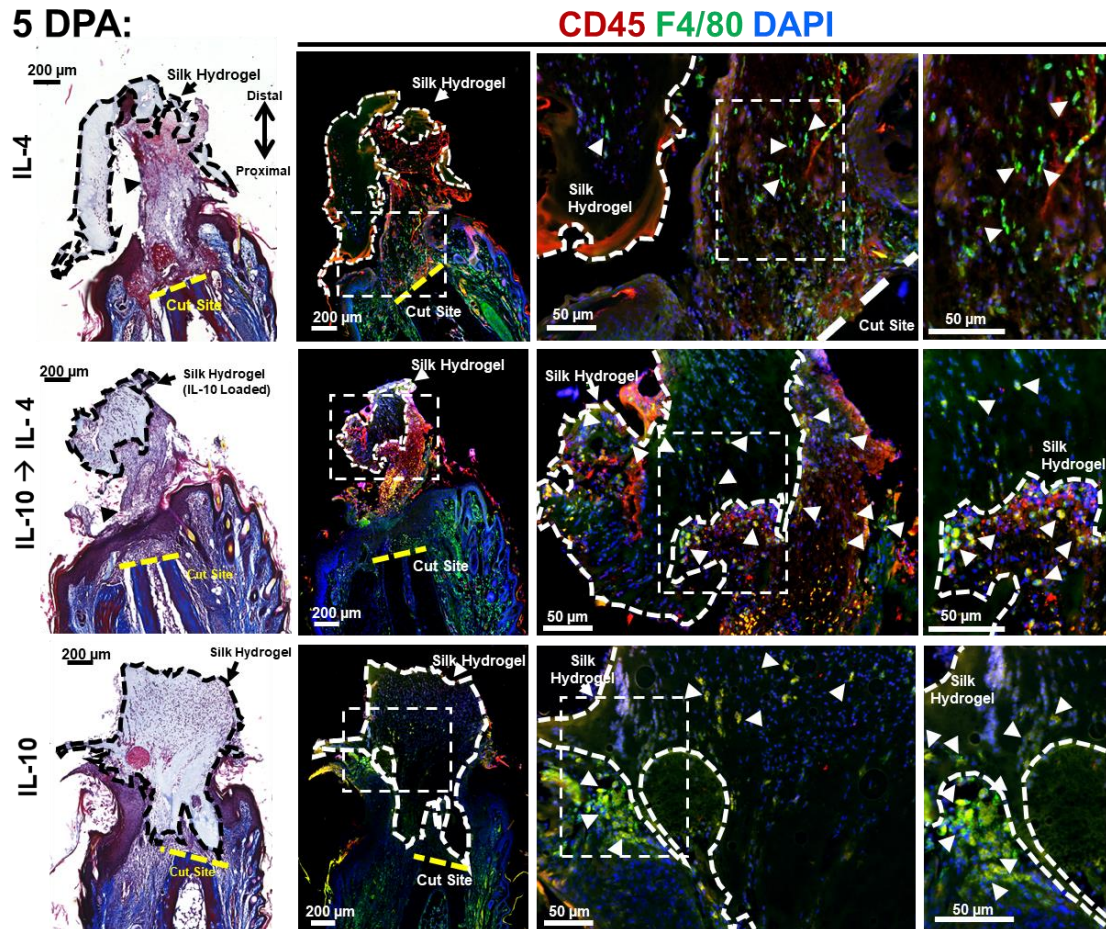 5 DPA:
CD45 F4/80 DAPI
IL-4
200 µm
Silk Hydrogel
Distal
Proximal
Cut Site
Silk Hydrogel
200 µm
Cut Site
Silk
Hydrogel
50 µm
Cut Site
50 µm
IL-10 → IL- 4
200 µm
Silk Hydrogel
(IL-10 Loaded)
Cut Site
Silk Hydrogel
Cut Site
200 µm
Silk Hydrogel
50 µm
Silk
Hydrogel
50 µm
IL-10
200 µm
Silk Hydrogel
Cut Site
Silk Hydrogel
Cut Site
200 µm
Silk
Hydrogel
50 µm
Silk
Hydrogel
50 µm